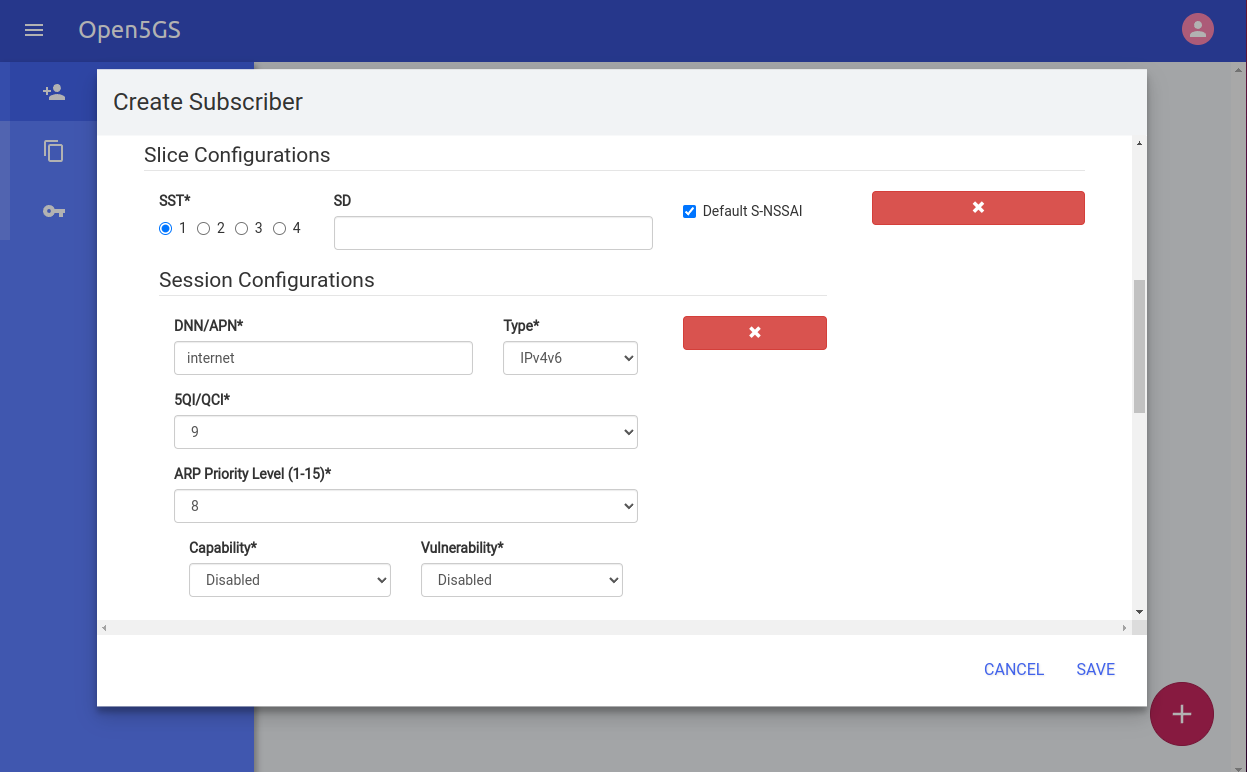 Open5GS
Create Subscriber
Slice Configurations
SST* SD
Default S-NSSAI
1 2 3 4
Session Configurations
DNN/APN* Type*
internet IPv4v6
5QI/QCI*
9
ARP Priority Level (1-15)*
8
Capability* Vulnerability*
Disabled Disabled
CANCEL SAVE